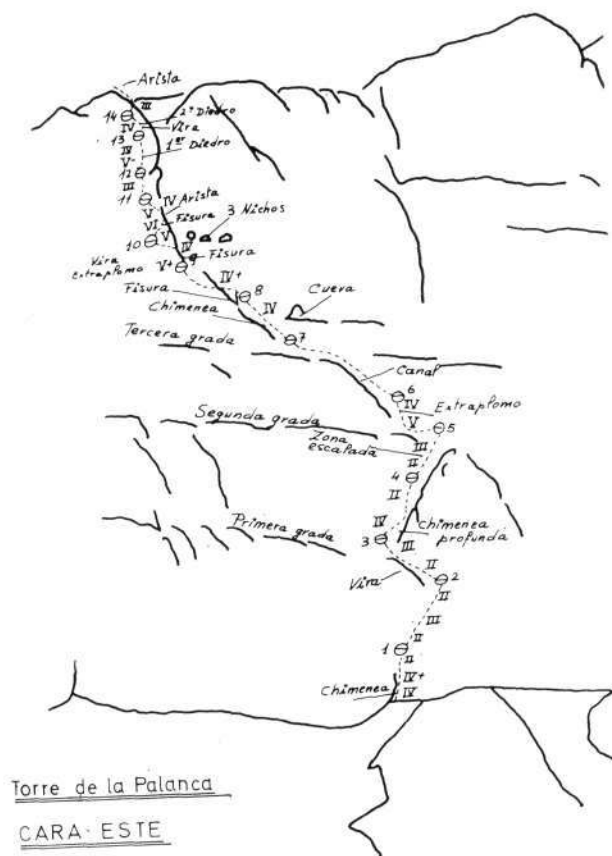 Arista
III
14
2º Diedro
IV
Vira
13
1er Diedro
IV
V-
12
III
11
IV
Arista
V
Fisura
VI
3 Nichos
10
V
IV
Vira
extraplomo
Fisura
9
V+
IV+
Fisura
8
Cueva
Chimenea
IV
Tercera grada
7
Canal
6
IV
Extraplomo
Segunda grada
V
5
Zona
escalada
III
II
4
II
Primera grada
IV
Chimenea
profunda
3
III
II
Vira
2
II
III
II
1
II
IV+
Chimenea
IV
Torre de la Palanca
CARA-ESTE